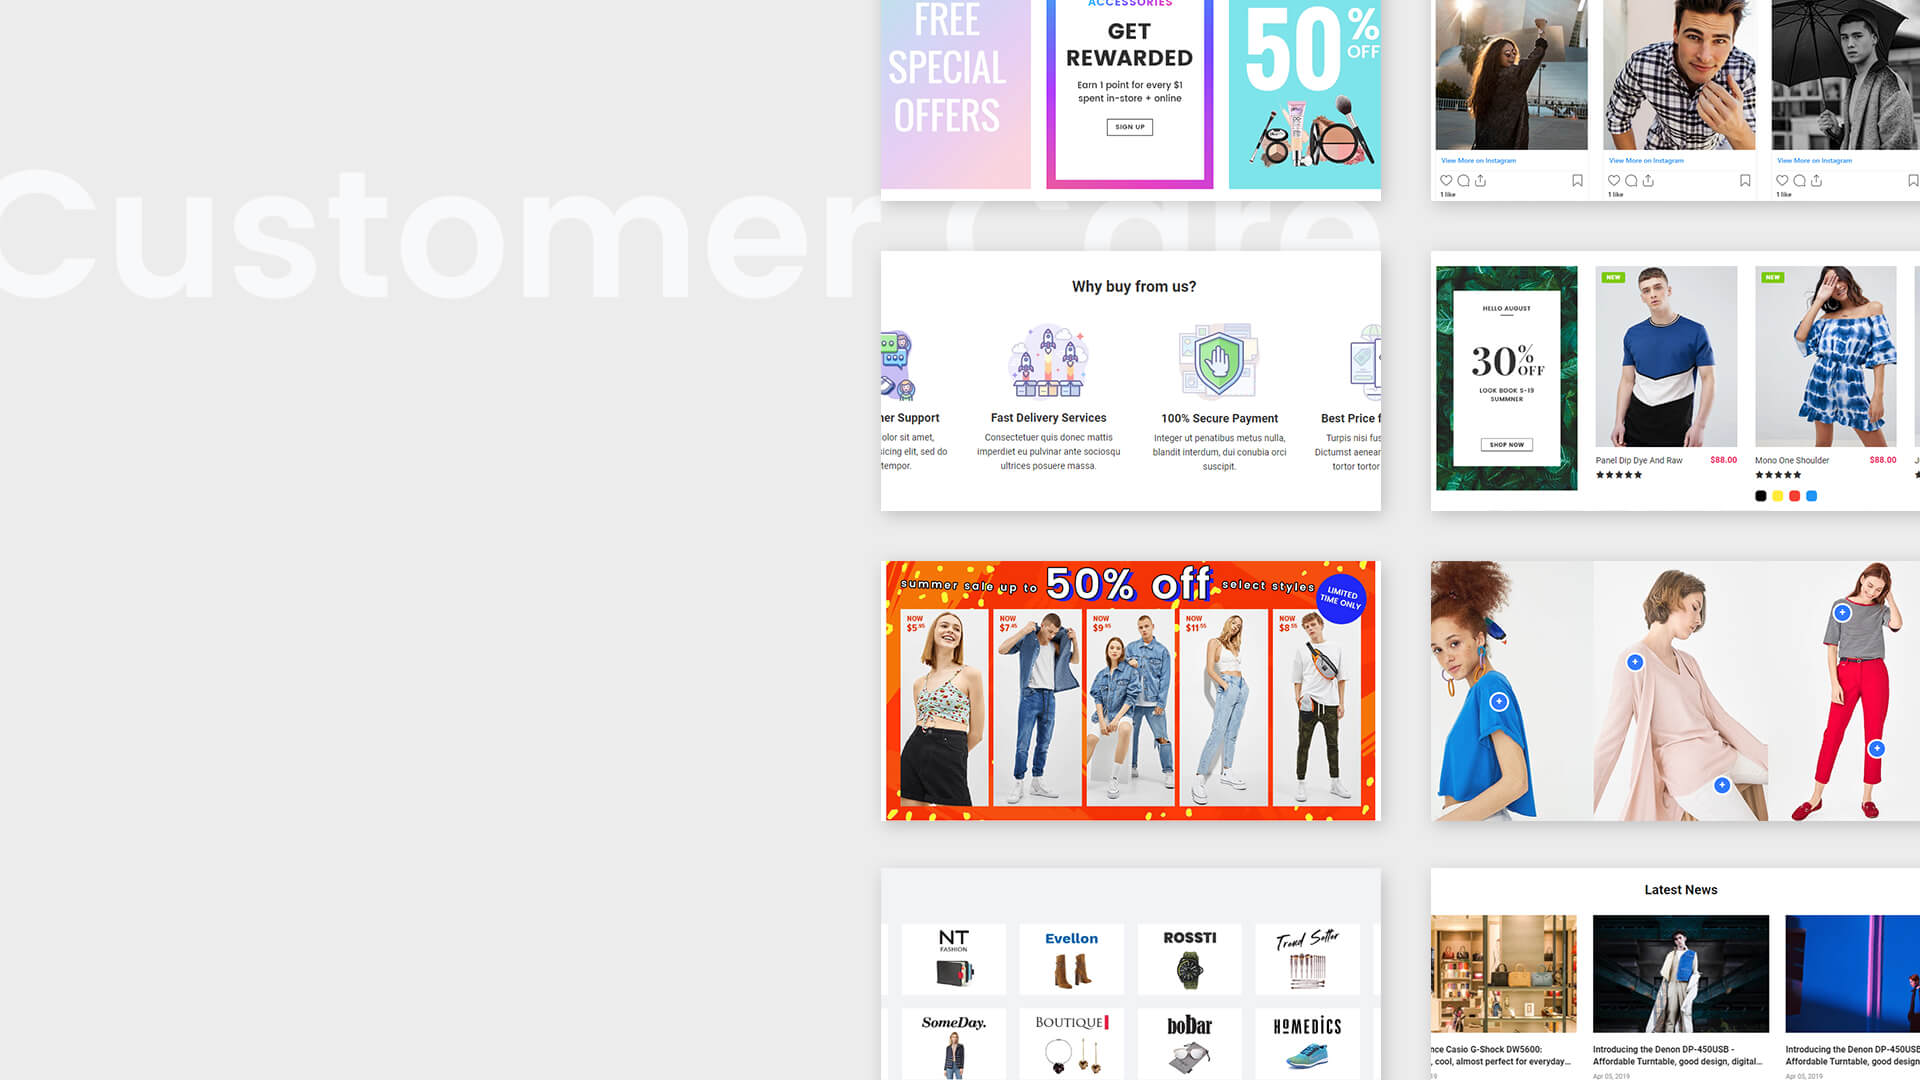 Customer Care
FREE
SPECIAL
OFFERS
ACCESSORIES
GET
REWARDED
Earn 1 point for every $1
spent in-store + online
SIGN UP
50%
OFF
View More on Instagram
1 like
View More on Instagram
1 like
View More on Instagram
1 like
Why buy from us?
ner Support
olor sit amet,
sicing elit, sed do
tempor.
Fast Delivery Services
Consectetuer quis donec mattis
imperdiet eu pulvinar ante sociosqu
ultrices posuere massa.
100% Secure Payment
Integer ut penatibus metus nulla,
blandit interdum, dui conubia orci
suscipit.
Best Price f
Turpis nisi fus
Dictumst aenean
tortor tortor
HELLO AUGUST
30%
OFF
LOOK BOOK S-19
SUMMNER
SHOP NOW
NEW
Panel Dip Dye And Raw $88.00
NEW
Mono One Shoulder $88.00
summer sale up to 50% off select styles
LIMITED
TIME ONLY
NOW
$5.95
NOW
$7.45
NOW
$9.95
NOW
$11.55
NOW
$8.55
NT
FASHION
Evellon
ROSSTI
Trend Setter
SomeDay.
BOUTIQUE
boBar
HOMEDICS
Latest News
nce Casio G-Shock DW5600:
, cool, almost perfect for everyday...
19
Introducing the Denon DP-450USB -
Affordable Turntable, good design, digital...
Apr 05, 2019
Introducing the Denon DP-450USB
Affordable Turntable, good design
Apr 05, 2019